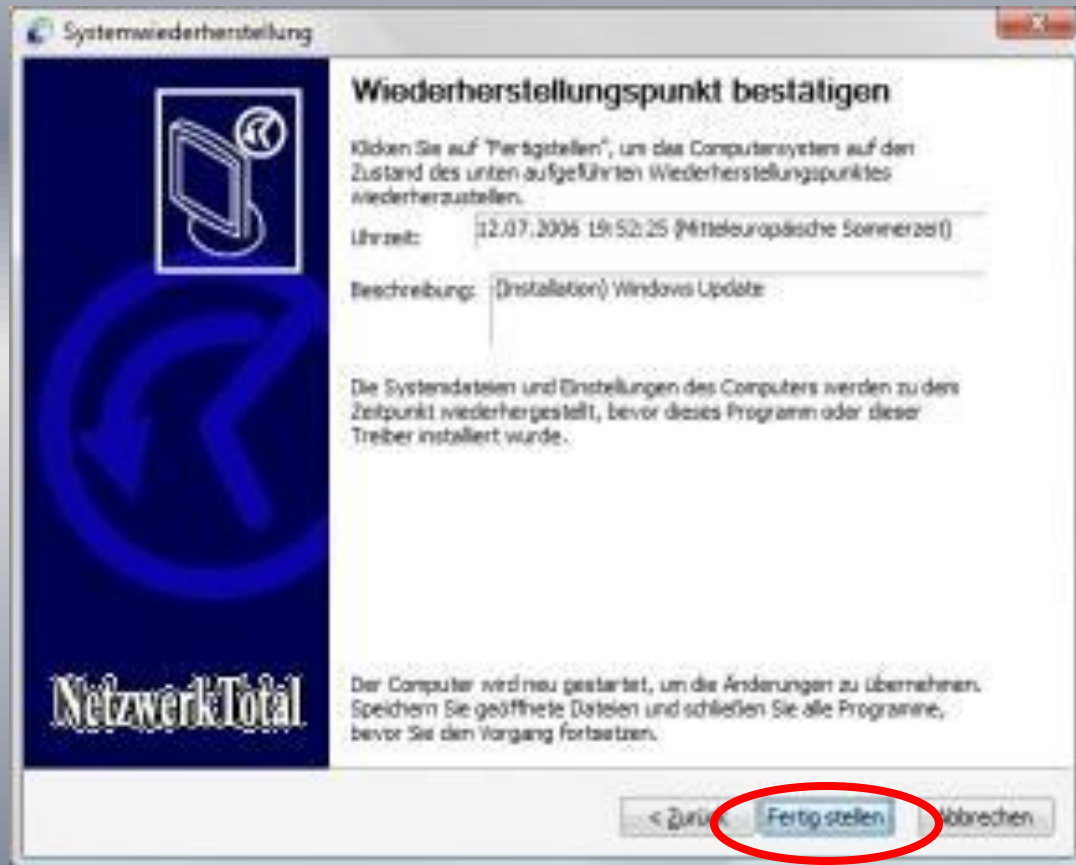 Systemwiederherstellung
Wiederherstellungspunkt bestätigen
Klicken Sie auf "Fertigstellen", um das Computersystem auf den
Zustand des unten aufgeführten Wiederherstellungspunktes
wiederherzustellen.
Uhrzeit: 12.07.2006 19:52:25 (Mitteleuropäische Sommerzeit)
Beschreibung: (Installation) Windows Update
Die Systemdateien und Einstellungen des Computers werden zu dem
Zeitpunkt wiederhergestellt, bevor dieses Programm oder dieser
Treiber installiert wurde.
NetzwerkTotal
Der Computer wird neu gestartet, um die Änderungen zu übernehmen.
Speichern Sie geöffnete Dateien und schließen Sie alle Programme,
bevor Sie den Vorgang fortsetzen.
< Zurück Fertig stellen Abbrechen